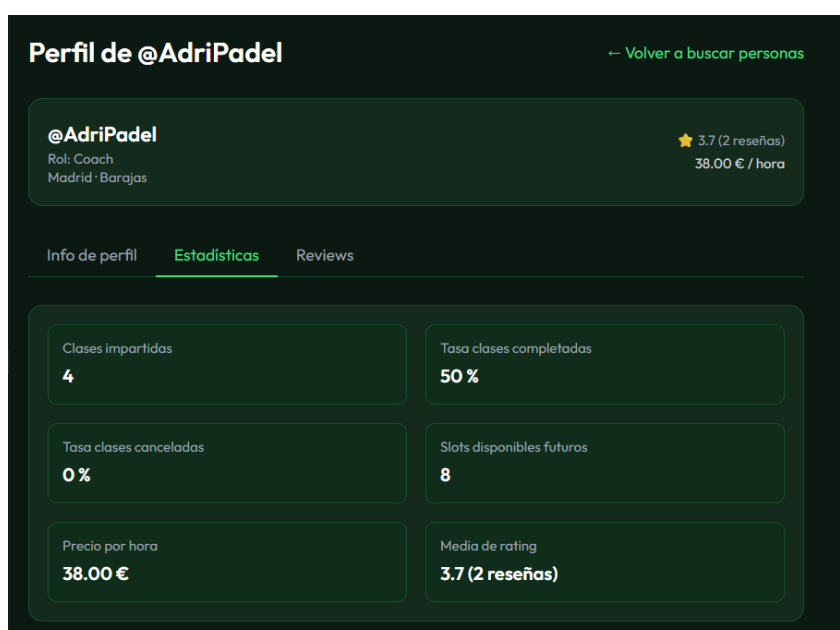 Perfil de @AdriPadel
← Volver a buscar personas
@AdriPadel
Rol: Coach
Madrid · Barajas
⭐ 3.7 (2 reseñas)
38.00 € / hora
Info de perfil
Estadísticas
Reviews
Clases impartidas
4
Tasa clases completadas
50 %
Tasa clases canceladas
0 %
Slots disponibles futuros
8
Precio por hora
38.00 €
Media de rating
3.7 (2 reseñas)